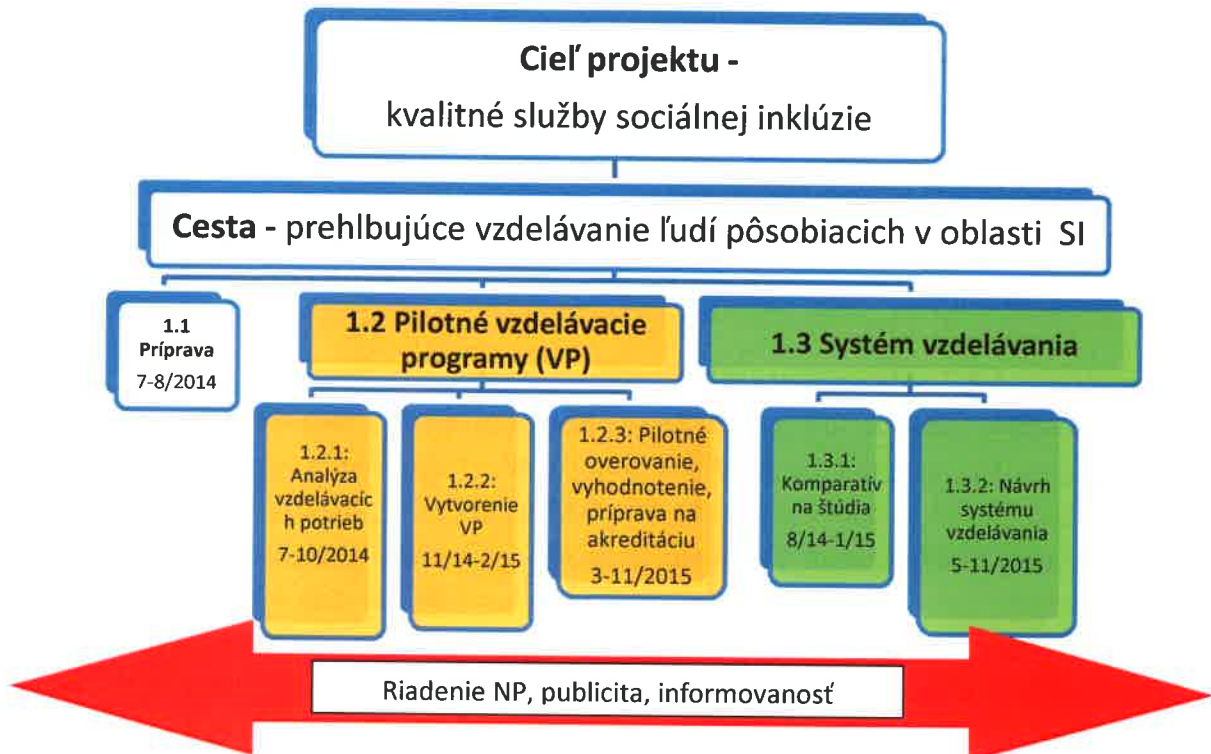 Cieľ projektu -
kvalitné služby sociálnej inklúzie
Cesta - prehlbujúce vzdelávanie ľudí pôsobiacich v oblasti SI
1.1
Príprava
7-8/2014
1.2 Pilotné vzdelávacie
programy (VP)
1.3 Systém vzdelávania
1.2.1:
Analýza
vzdelávacíc
h potrieb
7-10/2014
1.2.2:
Vytvorenie
VP
11/14-2/15
1.2.3: Pilotné
overovanie,
vyhodnotenie,
príprava na
akreditáciu
3-11/2015
1.3.1:
Komparatív
na štúdia
8/14-1/15
1.3.2: Návrh
systému
vzdelávania
5-11/2015
Riadenie NP, publicita, informovanosť